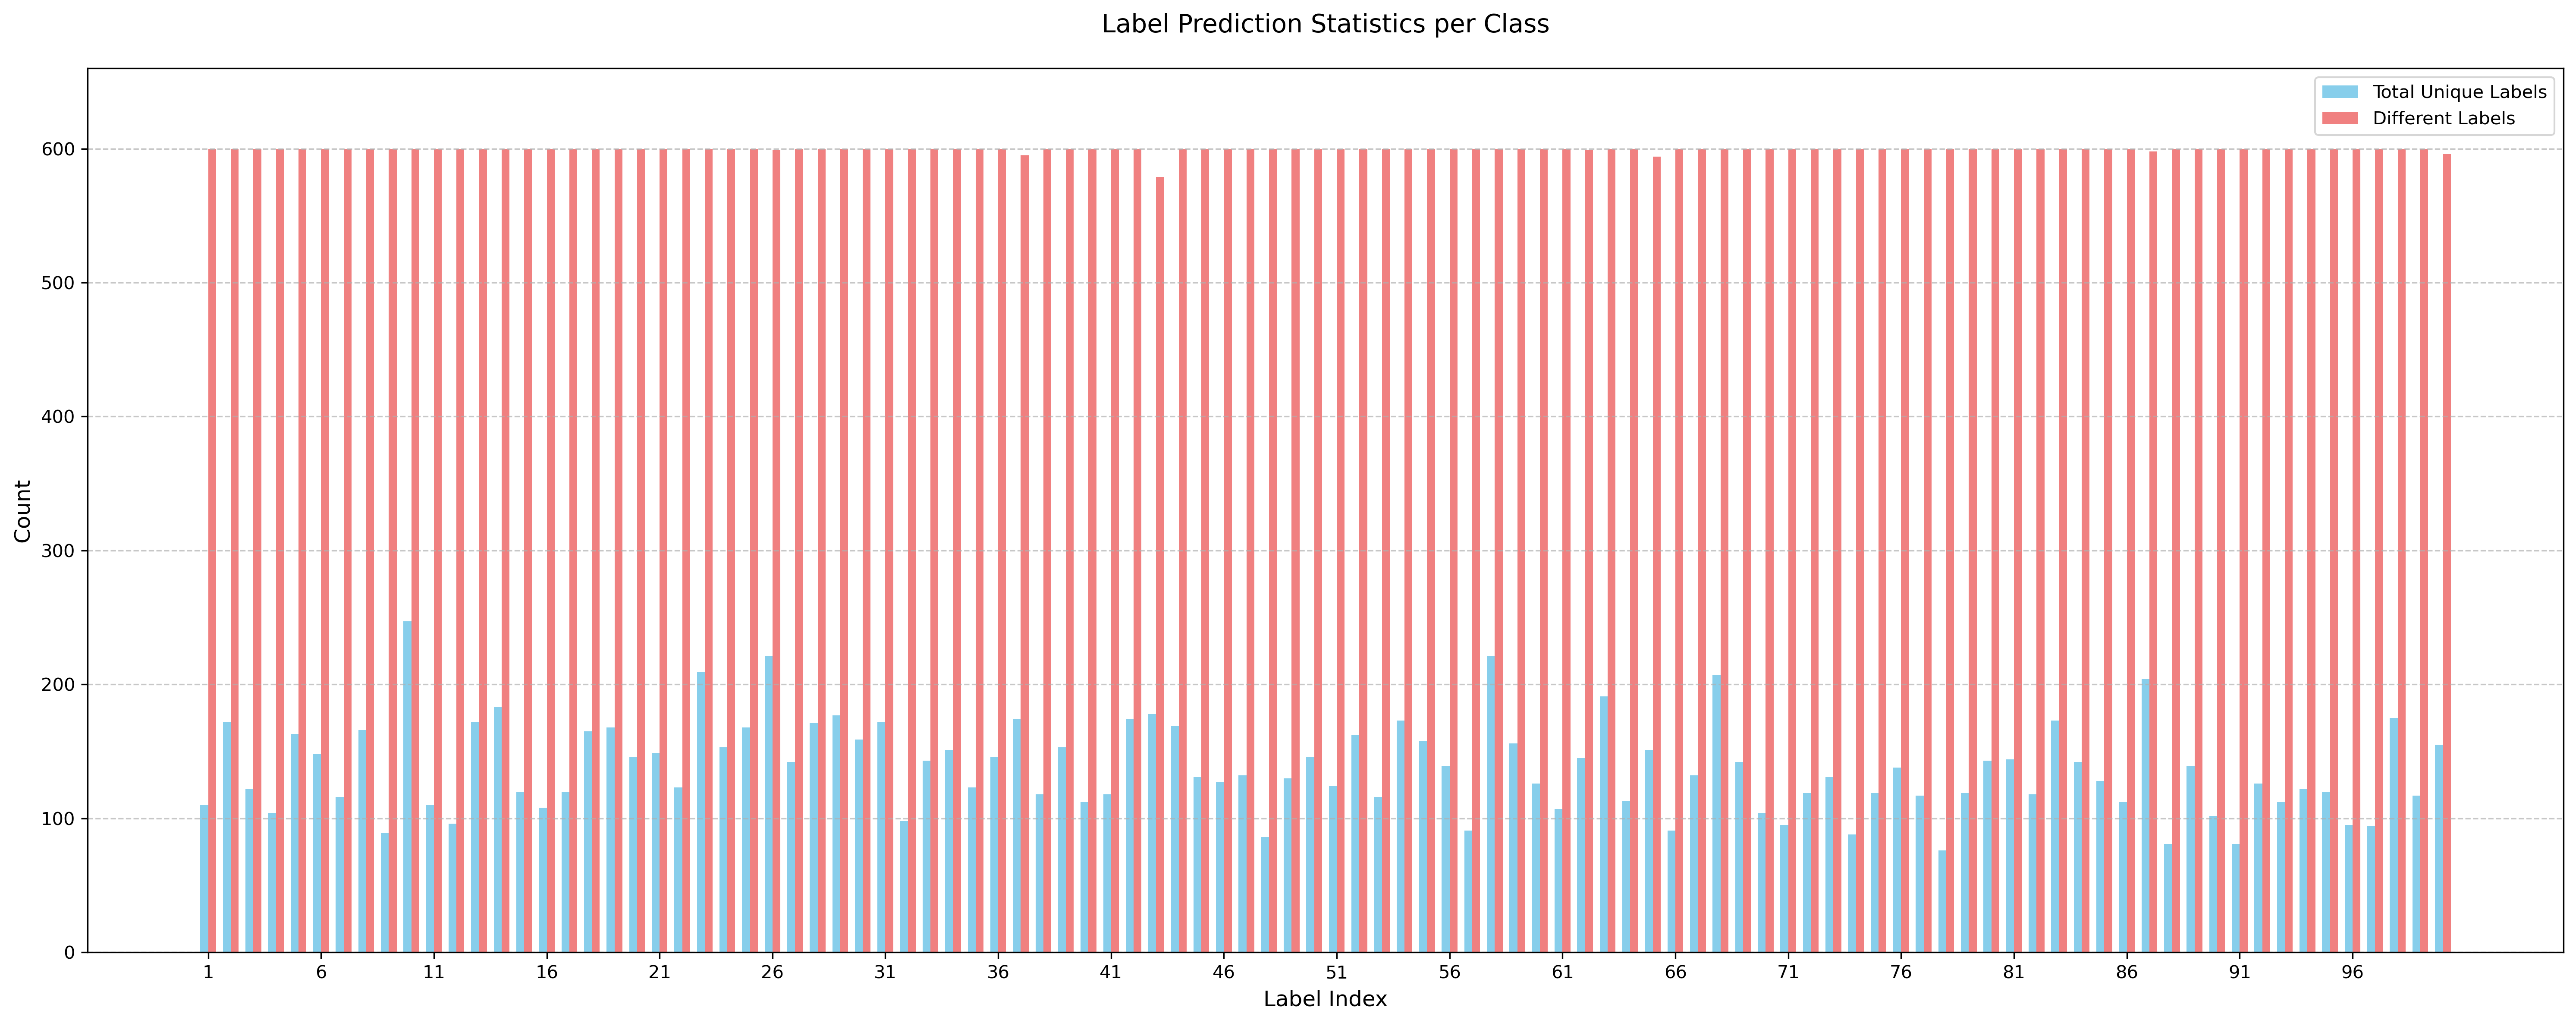 Label Prediction Statistics per Class
Total Unique Labels
Different Labels
600
500
400
300
200
100
0
Count
1 6 11 16 21 26 31 36 41 46 51 56 61 66 71 76 81 86 91 96
Label Index